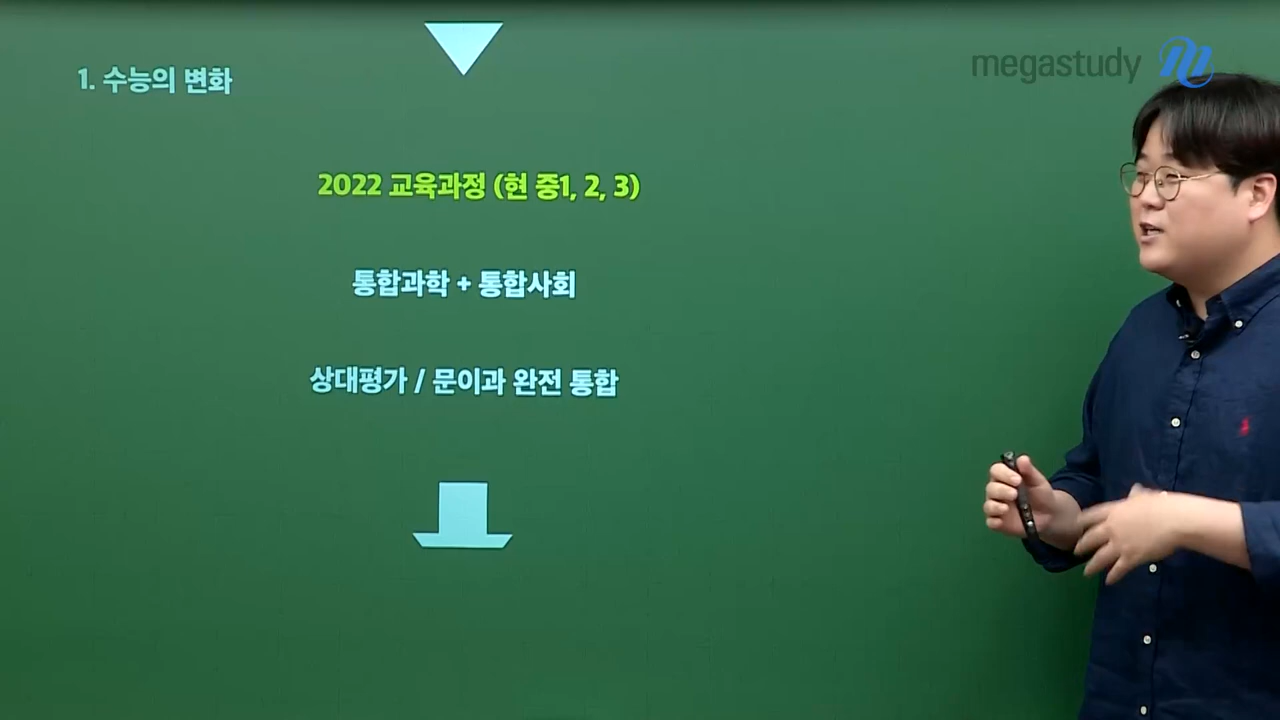 megastudy
1. 수능의 변화
2022 교육과정 (현 중1, 2, 3)
통합과학 + 통합사회
상대평가 / 문이과 완전 통합